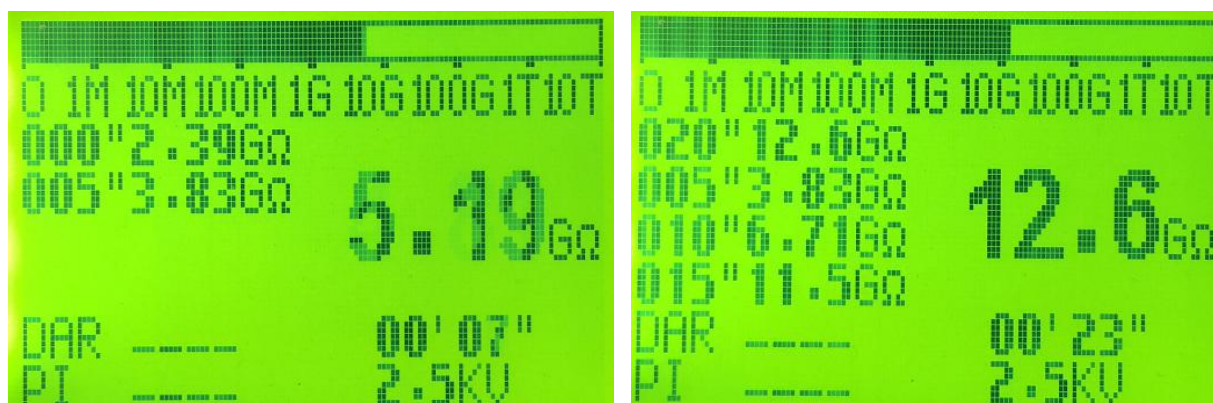 0 1M 10M 100M 1G 10G 100G 1T 10T
000"2.39GΩ
005"3.83GΩ
5.19GΩ
DAR ----
00'07"
PI ----
2.5KV
0 1M 10M 100M 1G 10G 100G 1T 10T
020"12.6GΩ
005"3.83GΩ
010"6.71GΩ
015"11.5GΩ
12.6GΩ
DAR ----
00'23"
PI ----
2.5KV